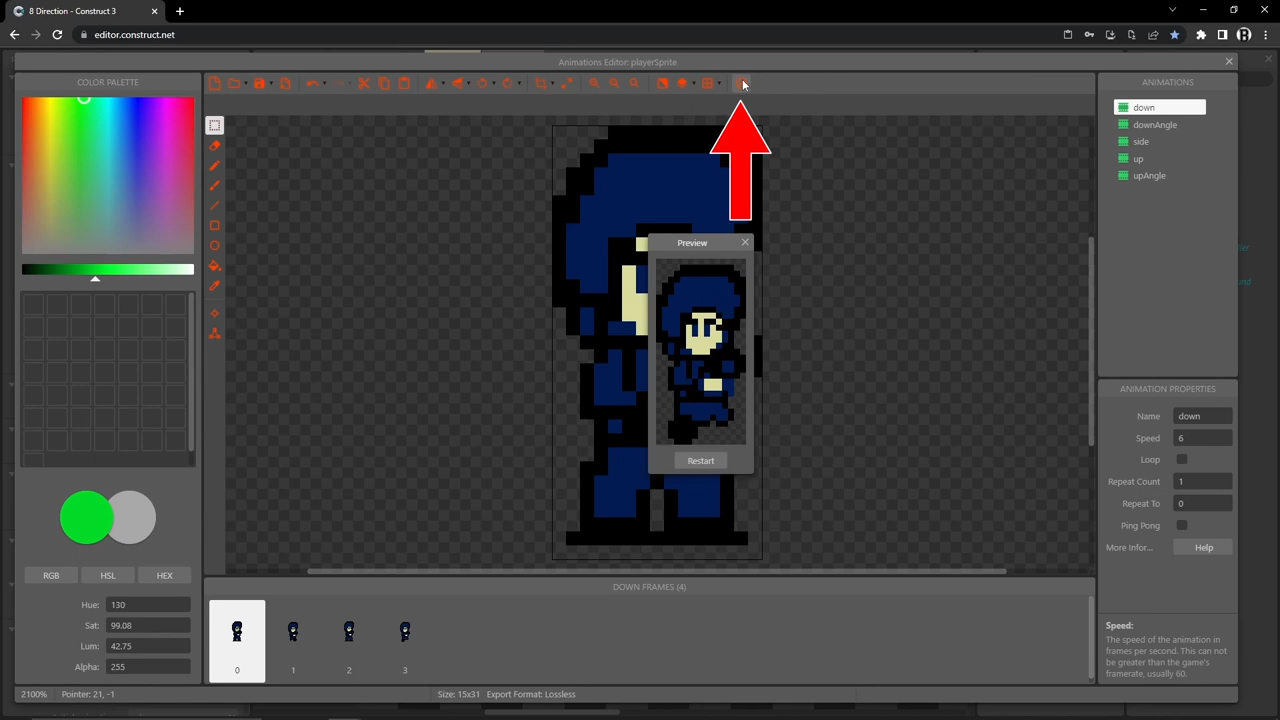 8 Direction - Construct 3
editor.construct.net
Animations Editor: playerSprite
COLOR PALETTE
ANIMATIONS
down
downAngle
side
up
upAngle
Preview
Restart
ANIMATION PROPERTIES
Name down
Speed 6
Loop
Repeat Count 1
Repeat To 0
Ping Pong
More Infor... Help
RGB HSL HEX
Hue: 130
Sat: 99.08
Lum: 42.75
Alpha: 255
DOWN FRAMES (4)
0 1 2 3
Speed:
The speed of the animation in
frames per second. This can not
be greater than the game's
framerate, usually 60.
2100% Pointer: 21, -1 Size: 15x31 Export Format: Lossless